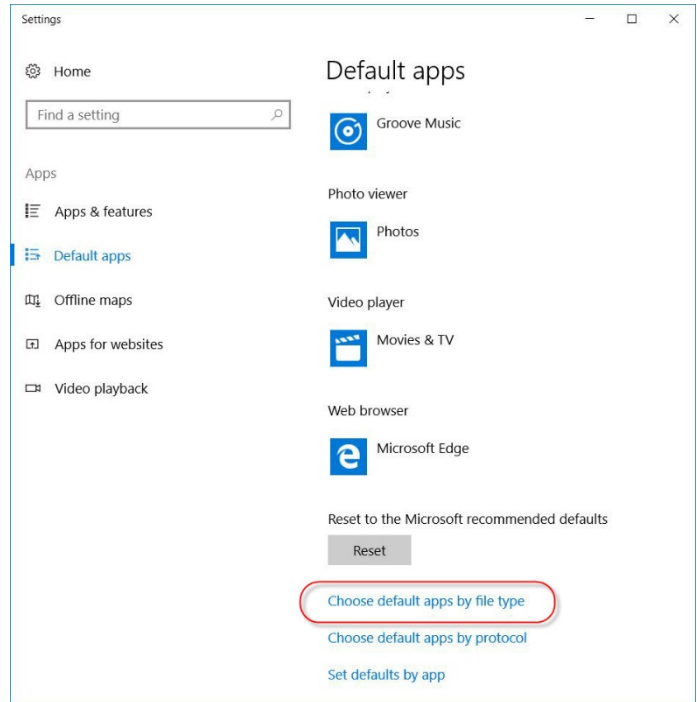 Settings
Home
Find a setting
Apps
Apps & features
Default apps
Offline maps
Apps for websites
Video playback
Default apps
Groove Music
Photo viewer
Photos
Video player
Movies & TV
Web browser
Microsoft Edge
Reset to the Microsoft recommended defaults
Reset
Choose default apps by file type
Choose default apps by protocol
Set defaults by app